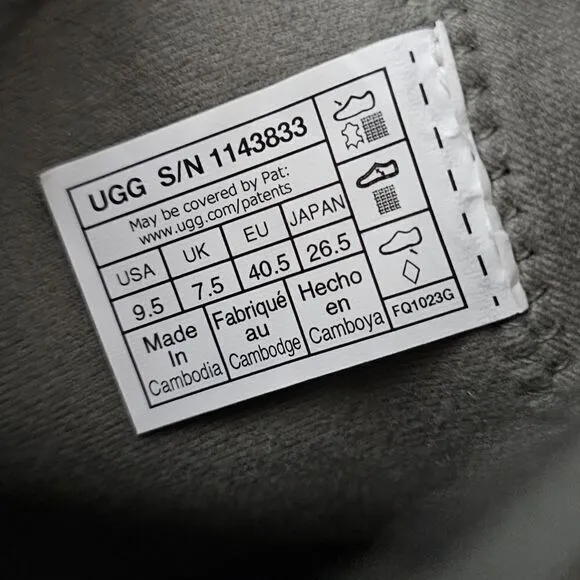 UGG S/N 1143833
May be covered by Pat:
www.ugg.com/patents
USA UK EU JAPAN
9.5 7.5 40.5 26.5
Made
In
Cambodia
Fabriqué
au
Cambodge
Hecho
en
Camboya
FQ1023G